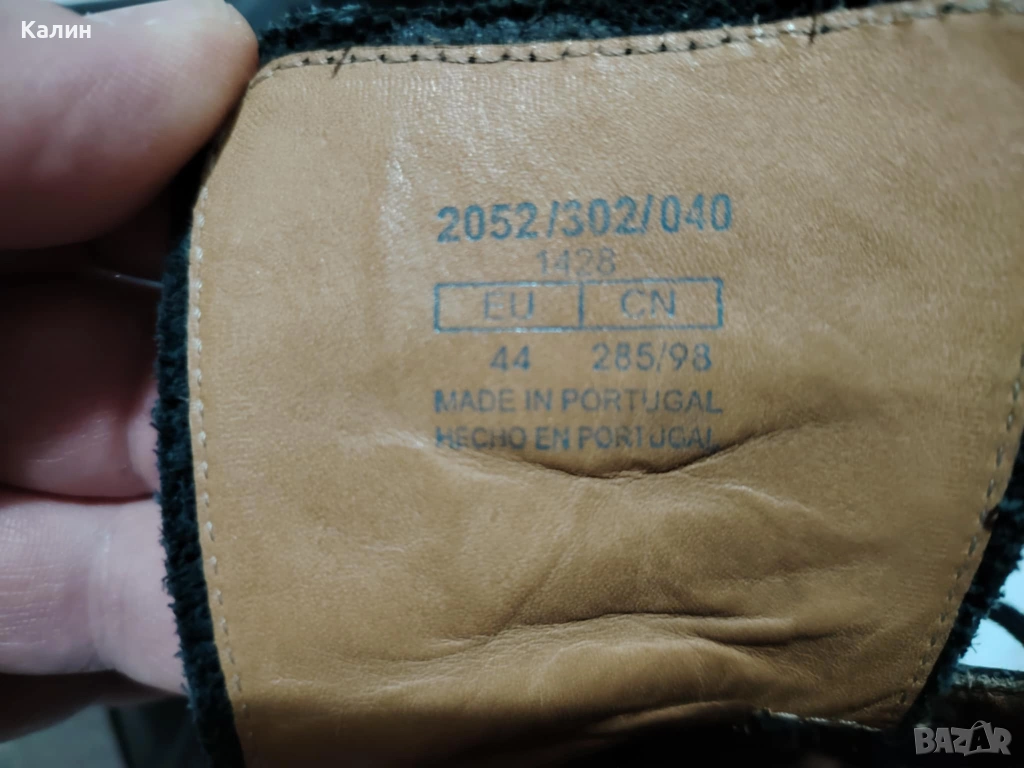 Калин
2052/302/040
1428
EU CN
44 285/98
MADE IN PORTUGAL
HECHO EN PORTUGAL
BAZAR